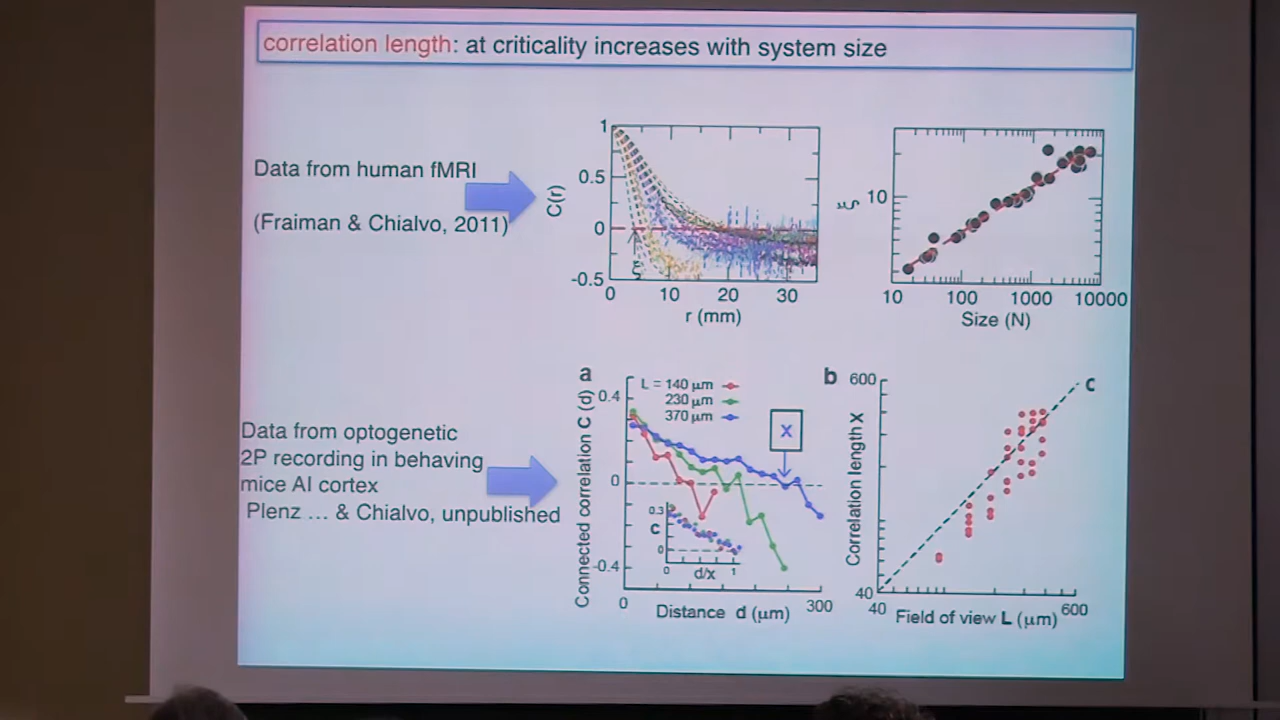 correlation length: at criticality increases with system size
Data from human fMRI
(Fraiman & Chialvo, 2011)
1
0.5
0
-0.5
C(r)
ξ
0 10 20 30
r (mm)
ξ
10
10 100 1000 10000
Size (N)
Data from optogenetic
2P recording in behaving
mice AI cortex
Plenz ... & Chialvo, unpublished
a
Connected correlation C (d)
0.4
0
-0.4
L = 140 μm
230 μm
370 μm
X
0.3
C
0
0 1
d/x
0 300
Distance d (μm)
b
600
c
Correlation length x
40
40 600
Field of view L (μm)